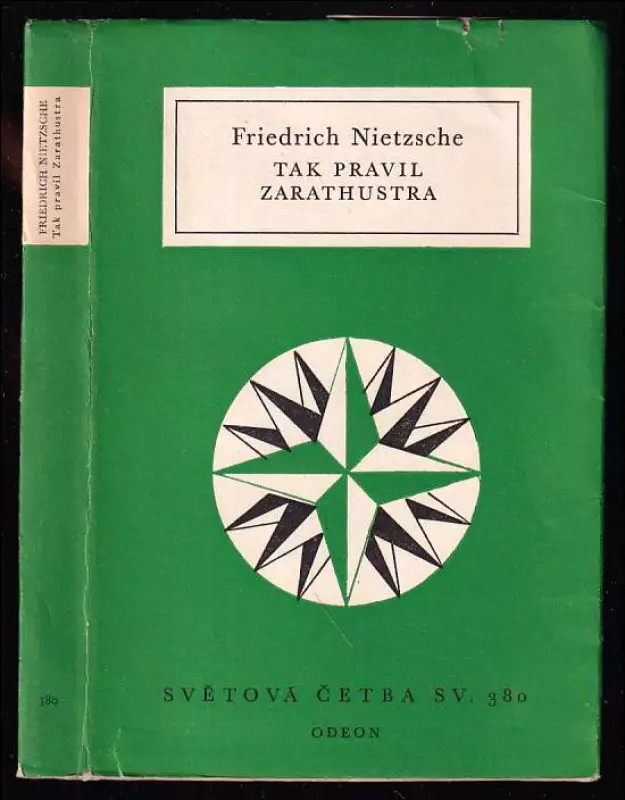 FRIEDRICH NIETZSCHE
Tak pravil Zarathustra
380
Friedrich Nietzsche
TAK PRAVIL
ZARATHUSTRA
SVĚTOVÁ ČETBA SV. 380
ODEON